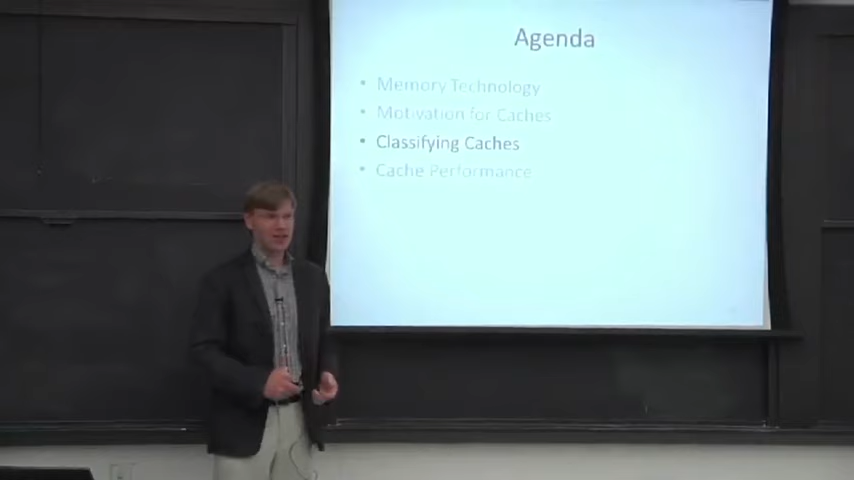 Agenda
• Memory Technology
• Motivation for Caches
• Classifying Caches
• Cache Performance